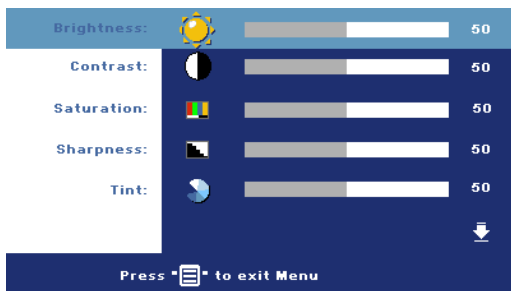 Brightness: 50
Contrast: 50
Saturation: 50
Sharpness: 50
Tint: 50
Press "" to exit Menu